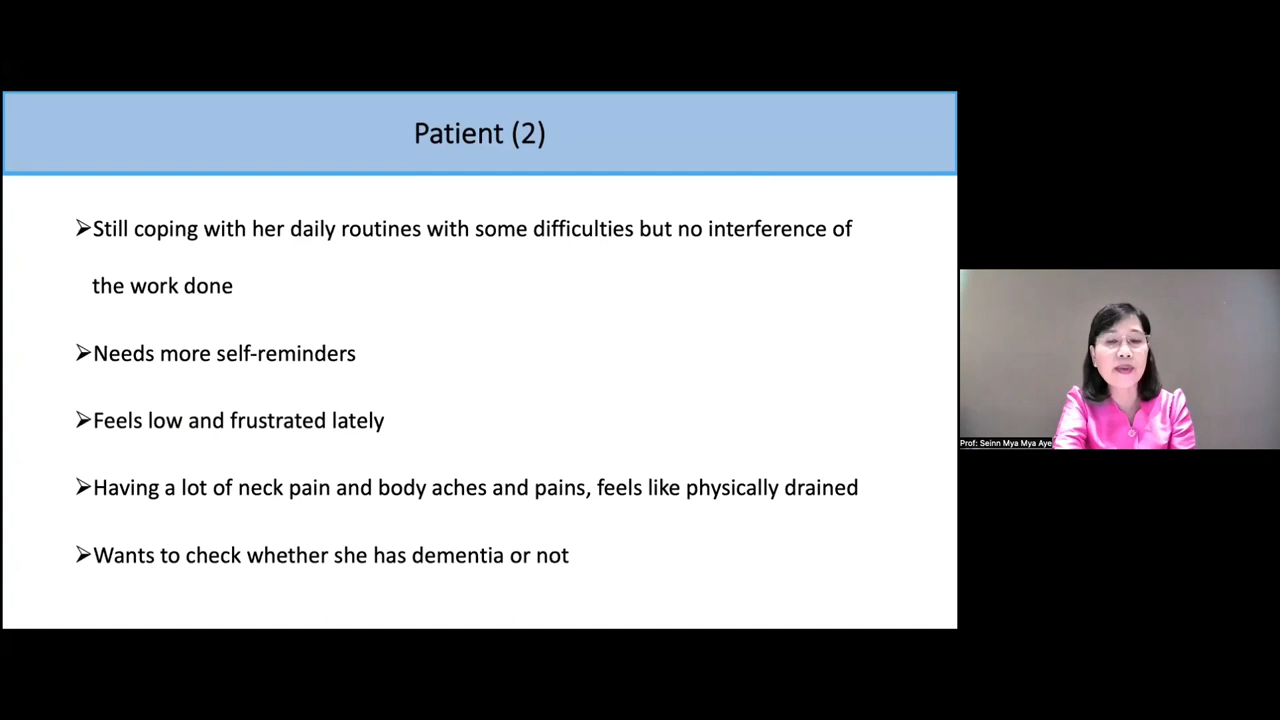 Patient (2)
➢Still coping with her daily routines with some difficulties but no interference of
the work done
➢Needs more self-reminders
➢Feels low and frustrated lately
➢Having a lot of neck pain and body aches and pains, feels like physically drained
➢Wants to check whether she has dementia or not
Prof: Seinn Mya Mya Aye